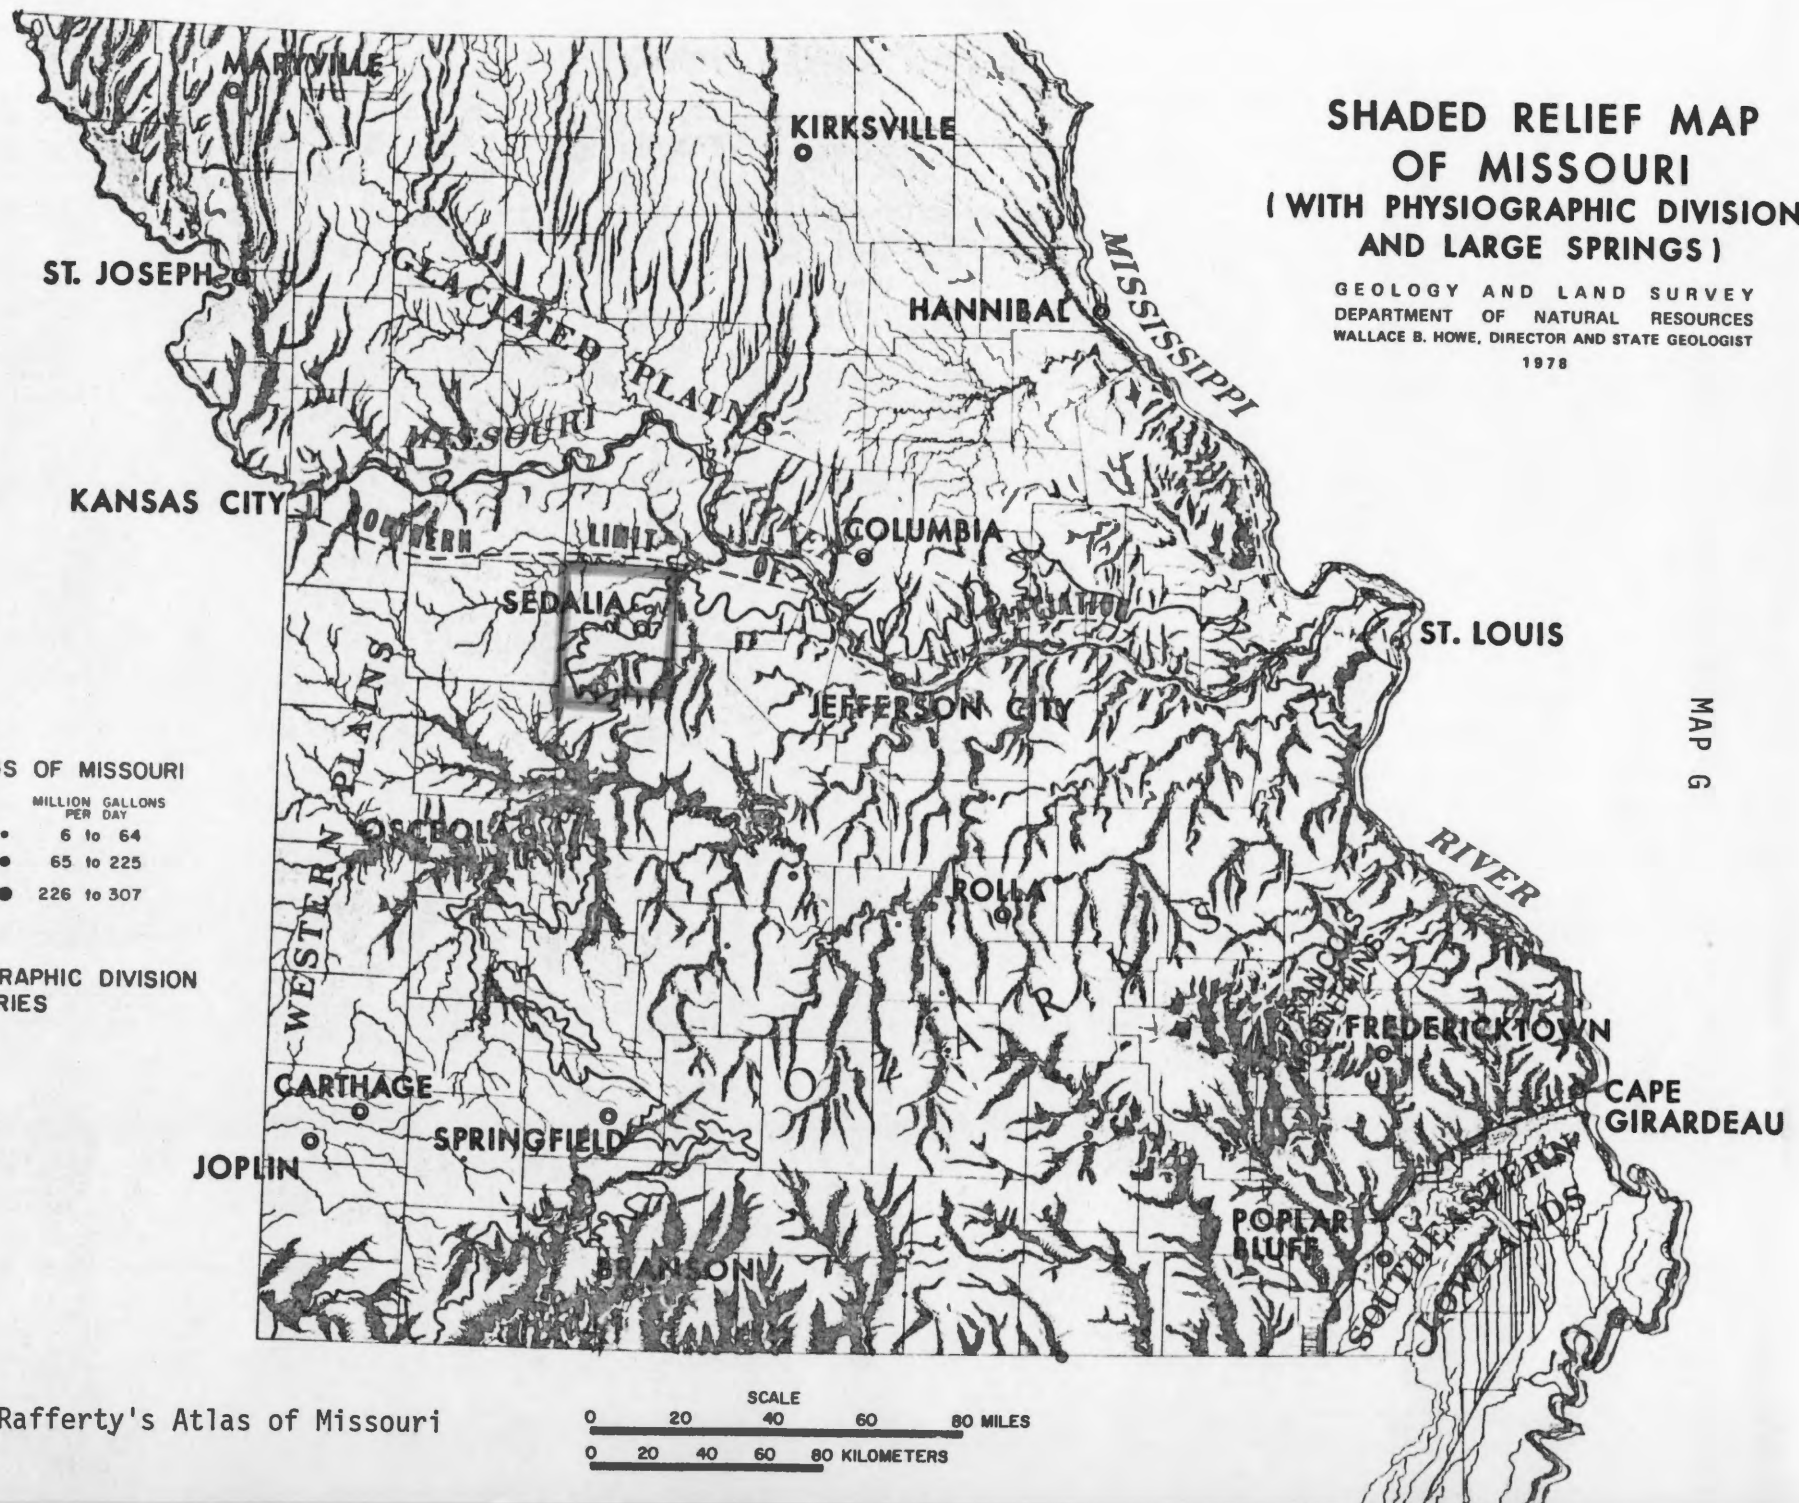 SHADED RELIEF MAP
OF MISSOURI
( WITH PHYSIOGRAPHIC DIVISION
AND LARGE SPRINGS )
GEOLOGY AND LAND SURVEY
DEPARTMENT OF NATURAL RESOURCES
WALLACE B. HOWE, DIRECTOR AND STATE GEOLOGIST
1978
MARYVILLE
KIRKSVILLE
ST. JOSEPH
GLACIATED PLAINS
HANNIBAL
MISSISSIPPI
MISSOURI
KANSAS CITY
SOUTHERN LIMIT OF GLACIATION
COLUMBIA
SEDALIA
ST. LOUIS
JEFFERSON CITY
WESTERN PLAINS
MAP G
S OF MISSOURI
MILLION GALLONS
PER DAY
6 to 64
65 to 225
226 to 307
OSCEOLA
RIVER
ROLLA
OZARKS
FRANCOIS
MOUNTAINS
RAPHIC DIVISION
RIES
FREDERICKTOWN
CARTHAGE
CAPE
GIRARDEAU
SPRINGFIELD
JOPLIN
POPLAR
BLUFF
SOUTHEASTERN
LOWLANDS
BRANSON
Rafferty's Atlas of Missouri
SCALE
0 20 40 60 80 MILES
0 20 40 60 80 KILOMETERS